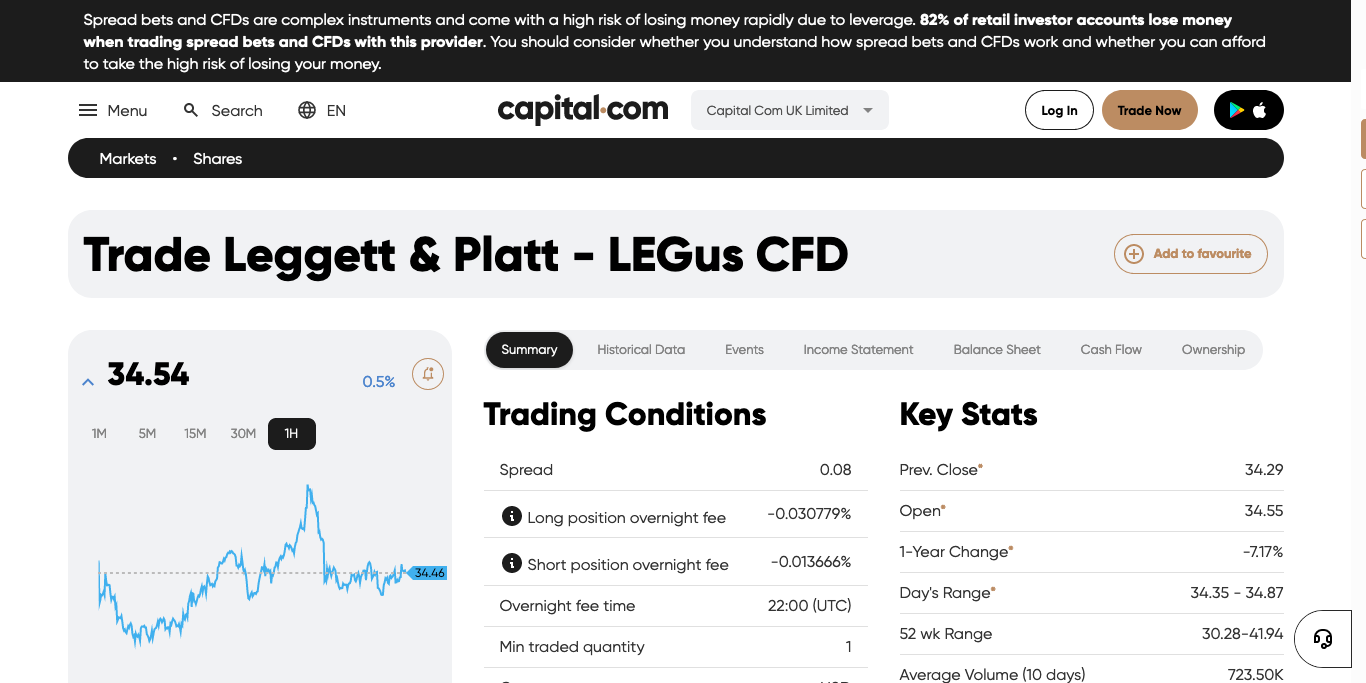 Spread bets and CFDs are complex instruments and come with a high risk of losing money rapidly due to leverage. 82% of retail investor accounts lose money
when trading spread bets and CFDs with this provider. You should consider whether you understand how spread bets and CFDs work and whether you can afford
to take the high risk of losing your money.
Menu
Search
EN
capital.com
Capital Com UK Limited
Log In
Trade Now
Markets • Shares
Trade Leggett & Platt - LEGus CFD
Add to favourite
34.54
0.5%
1M 5M 15M 30M 1H
34.46
Summary Historical Data Events Income Statement Balance Sheet Cash Flow Ownership
Trading Conditions
Spread 0.08
Long position overnight fee -0.030779%
Short position overnight fee -0.013666%
Overnight fee time 22:00 (UTC)
Min traded quantity 1
Key Stats
Prev. Close* 34.29
Open* 34.55
1-Year Change* -7.17%
Day's Range* 34.35 - 34.87
52 wk Range 30.28-41.94
Average Volume (10 days) 723.50K